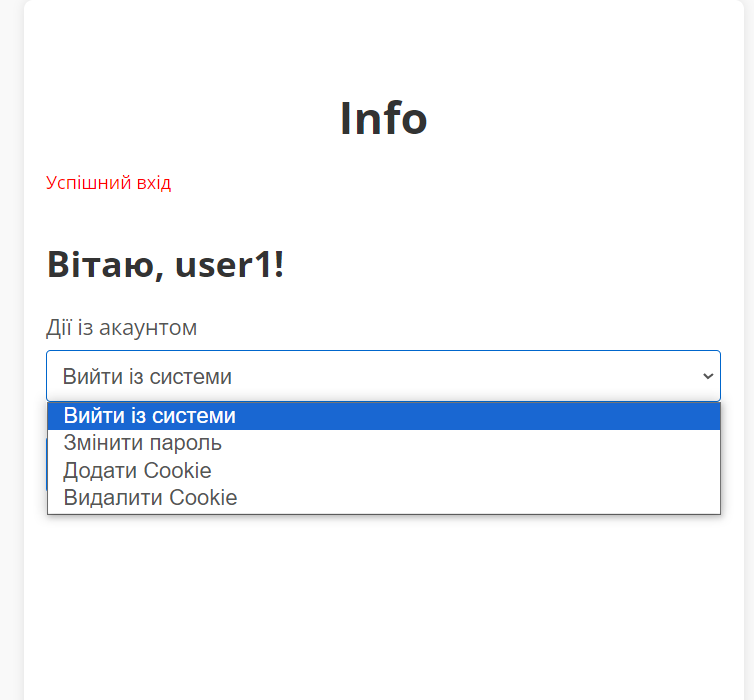 Info
Успішний вхід
Вітаю, user1!
Дії із акаунтом
Вийти із системи
Вийти із системи
Змінити пароль
Додати Cookie
Видалити Cookie